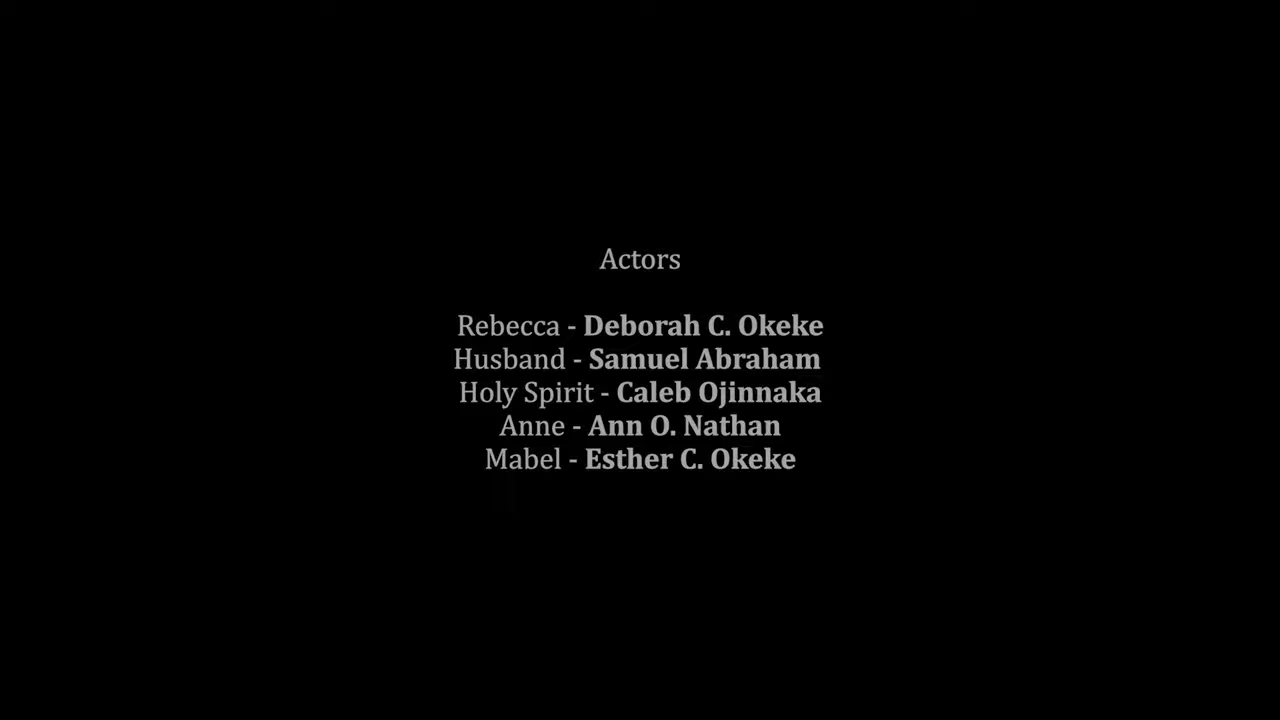 Actors
Rebecca - Deborah C. Okeke
Husband - Samuel Abraham
Holy Spirit - Caleb Ojinnaka
Anne - Ann O. Nathan
Mabel - Esther C. Okeke